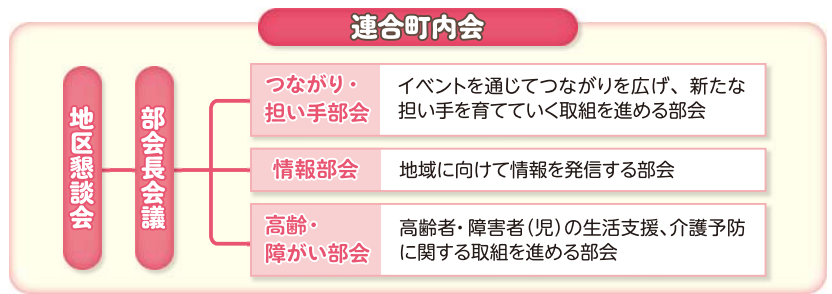 連合町内会
地区懇談会
部会長会議
つながり・
担い手部会
イベントを通じてつながりを広げ、新たな
担い手を育てていく取組を進める部会
情報部会
地域に向けて情報を発信する部会
高齢・
障がい部会
高齢者・障害者(児)の生活支援、介護予防
に関する取組を進める部会